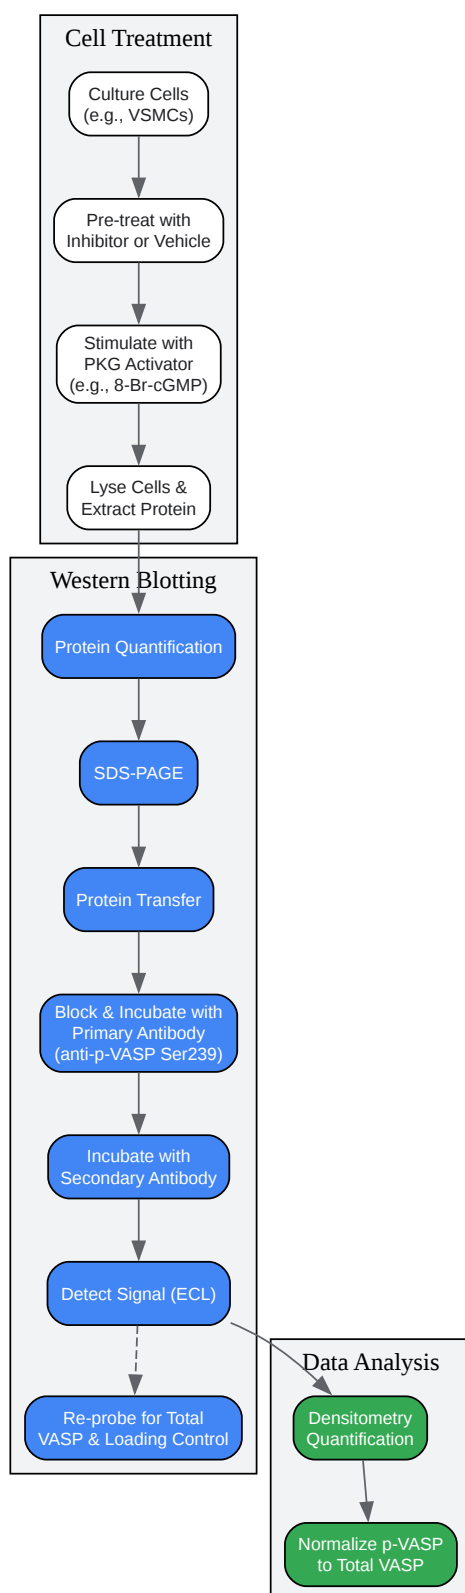 Cell Treatment
Culture Cells
(e.g., VSMCs)
Pre-treat with
Inhibitor or Vehicle
Stimulate with
PKG Activator
(e.g., 8-Br-cGMP)
Lyse Cells &
Extract Protein
Western Blotting
Protein Quantification
SDS-PAGE
Protein Transfer
Block & Incubate with
Primary Antibody
(anti-p-VASP Ser239)
Incubate with
Secondary Antibody
Detect Signal (ECL)
Re-probe for Total
VASP & Loading Control
Data Analysis
Densitometry
Quantification
Normalize p-VASP
to Total VASP